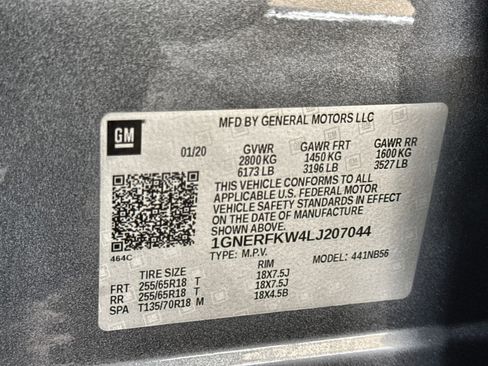 MFD BY GENERAL MOTORS LLC
GM
01/20
GVWR GAWR FRT GAWR RR
2800 KG 1450 KG 1600 KG
6173 LB 3196 LB 3527 LB
THIS VEHICLE CONFORMS TO ALL
APPLICABLE U.S. FEDERAL MOTOR
VEHICLE SAFETY STANDARDS IN EFFECT
ON THE DATE OF MANUFACTURE
SHOWN ABOVE.
1GNERFKW4LJ207044
464C
TYPE: M.P.V. MODEL: 441NB56
TIRE SIZE RIM
FRT 255/65R18 T 18X7.5J
RR 255/65R18 T 18X7.5J
SPA T135/70R18 M 18X4.5B